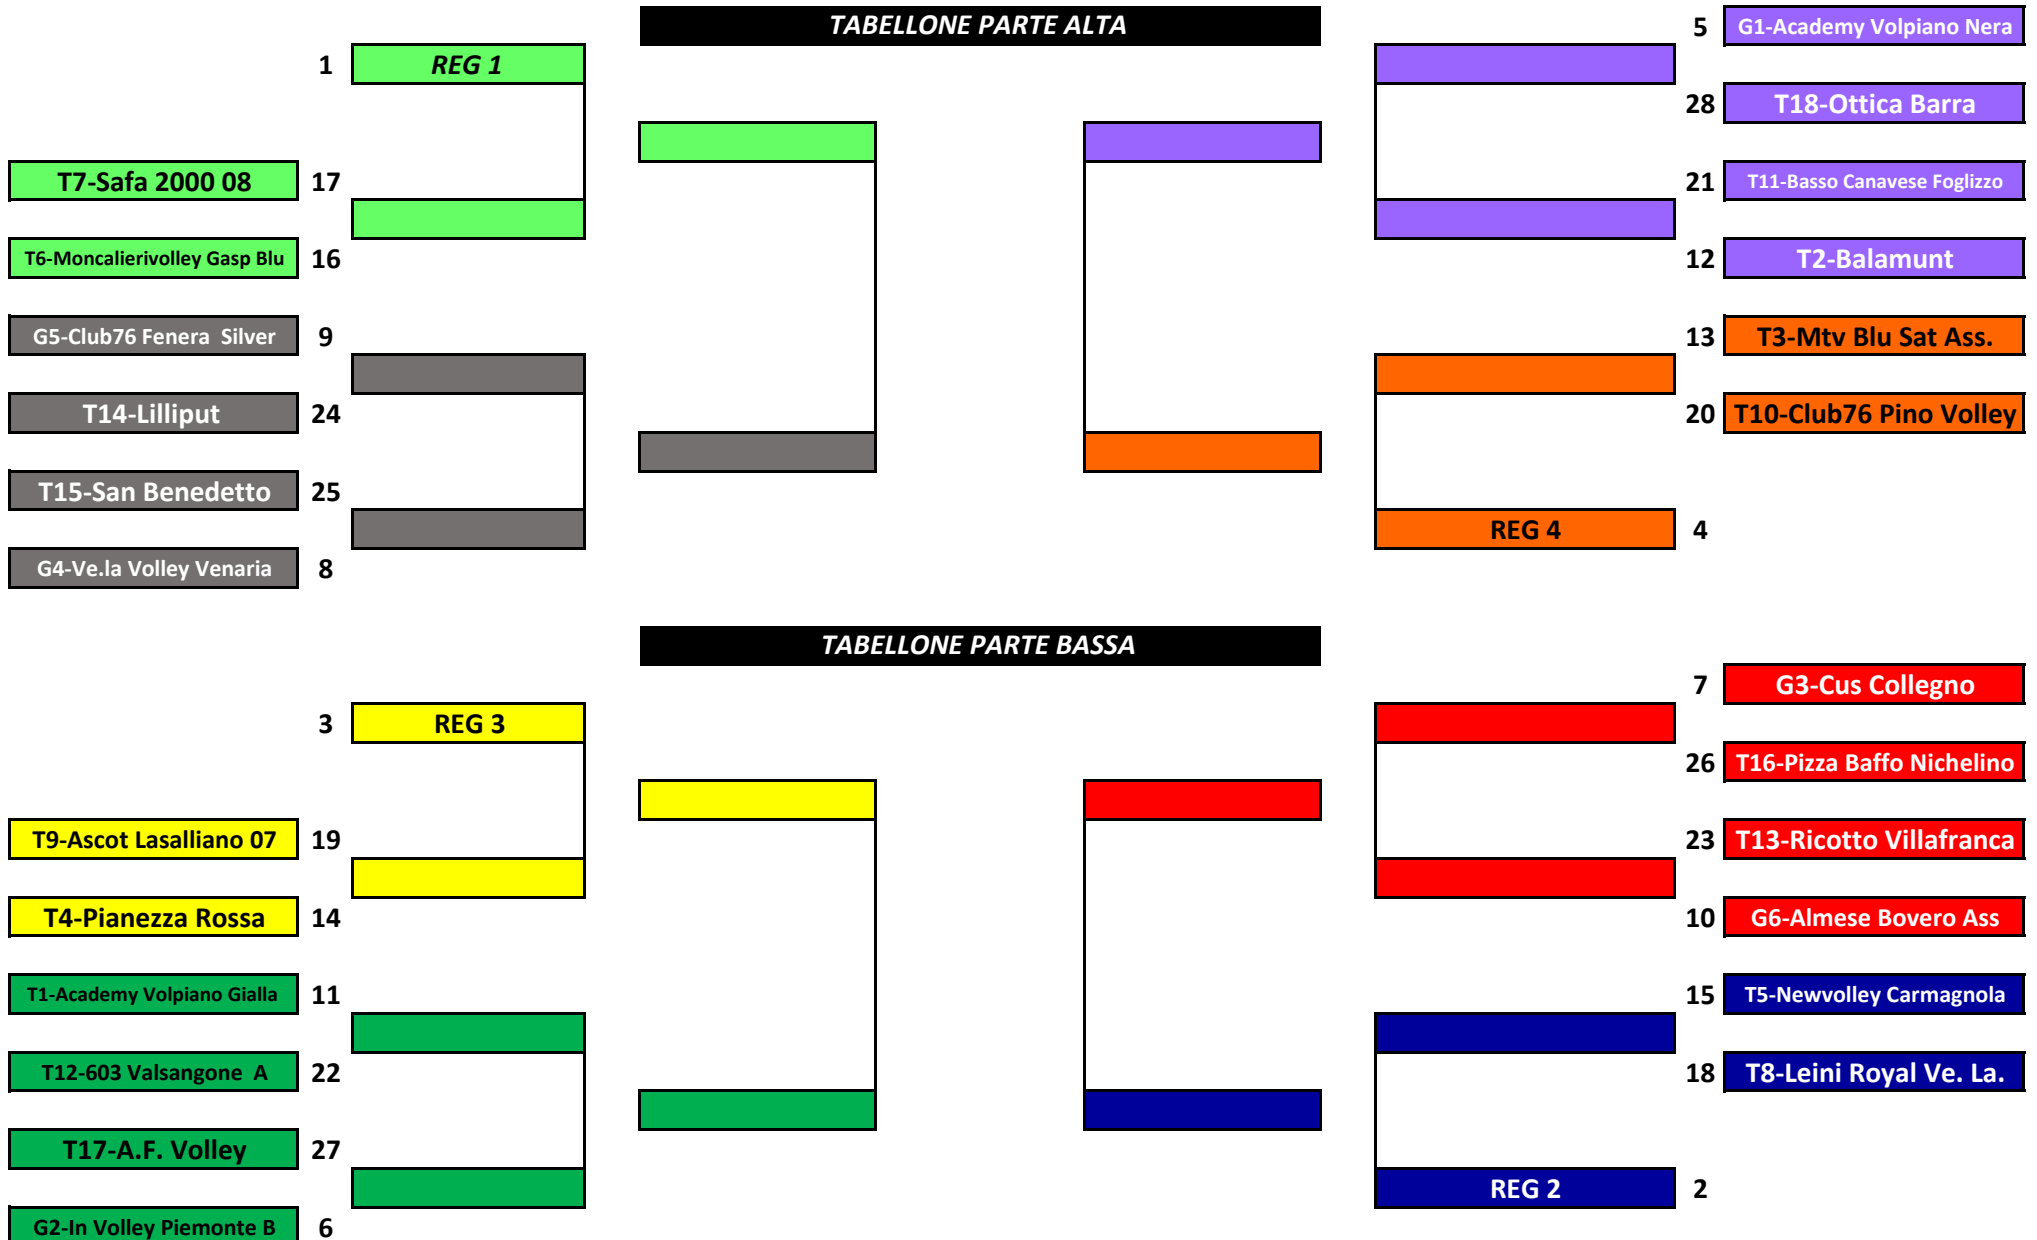 TABELLONE PARTE ALTA
5 G1-Academy Volpiano Nera
1 REG 1
28 T18-Ottica Barra
T7-Safa 2000 08 17
21 T11-Basso Canavese Foglizzo
T6-Moncalierivolley Gasp Blu 16
12 T2-Balamunt
G5-Club76 Fenera  Silver 9
13 T3-Mtv Blu Sat Ass.
T14-Lilliput 24
20 T10-Club76 Pino Volley
T15-San Benedetto 25
REG 4 4
G4-Ve.la Volley Venaria 8
TABELLONE PARTE BASSA
7 G3-Cus Collegno
3 REG 3
26 T16-Pizza Baffo Nichelino
T9-Ascot Lasalliano 07 19
23 T13-Ricotto Villafranca
T4-Pianezza Rossa 14
10 G6-Almese Bovero Ass
T1-Academy Volpiano Gialla 11
15 T5-Newvolley Carmagnola
T12-603 Valsangone  A 22
18 T8-Leini Royal Ve. La.
T17-A.F. Volley 27
REG 2 2
G2-In Volley Piemonte B 6